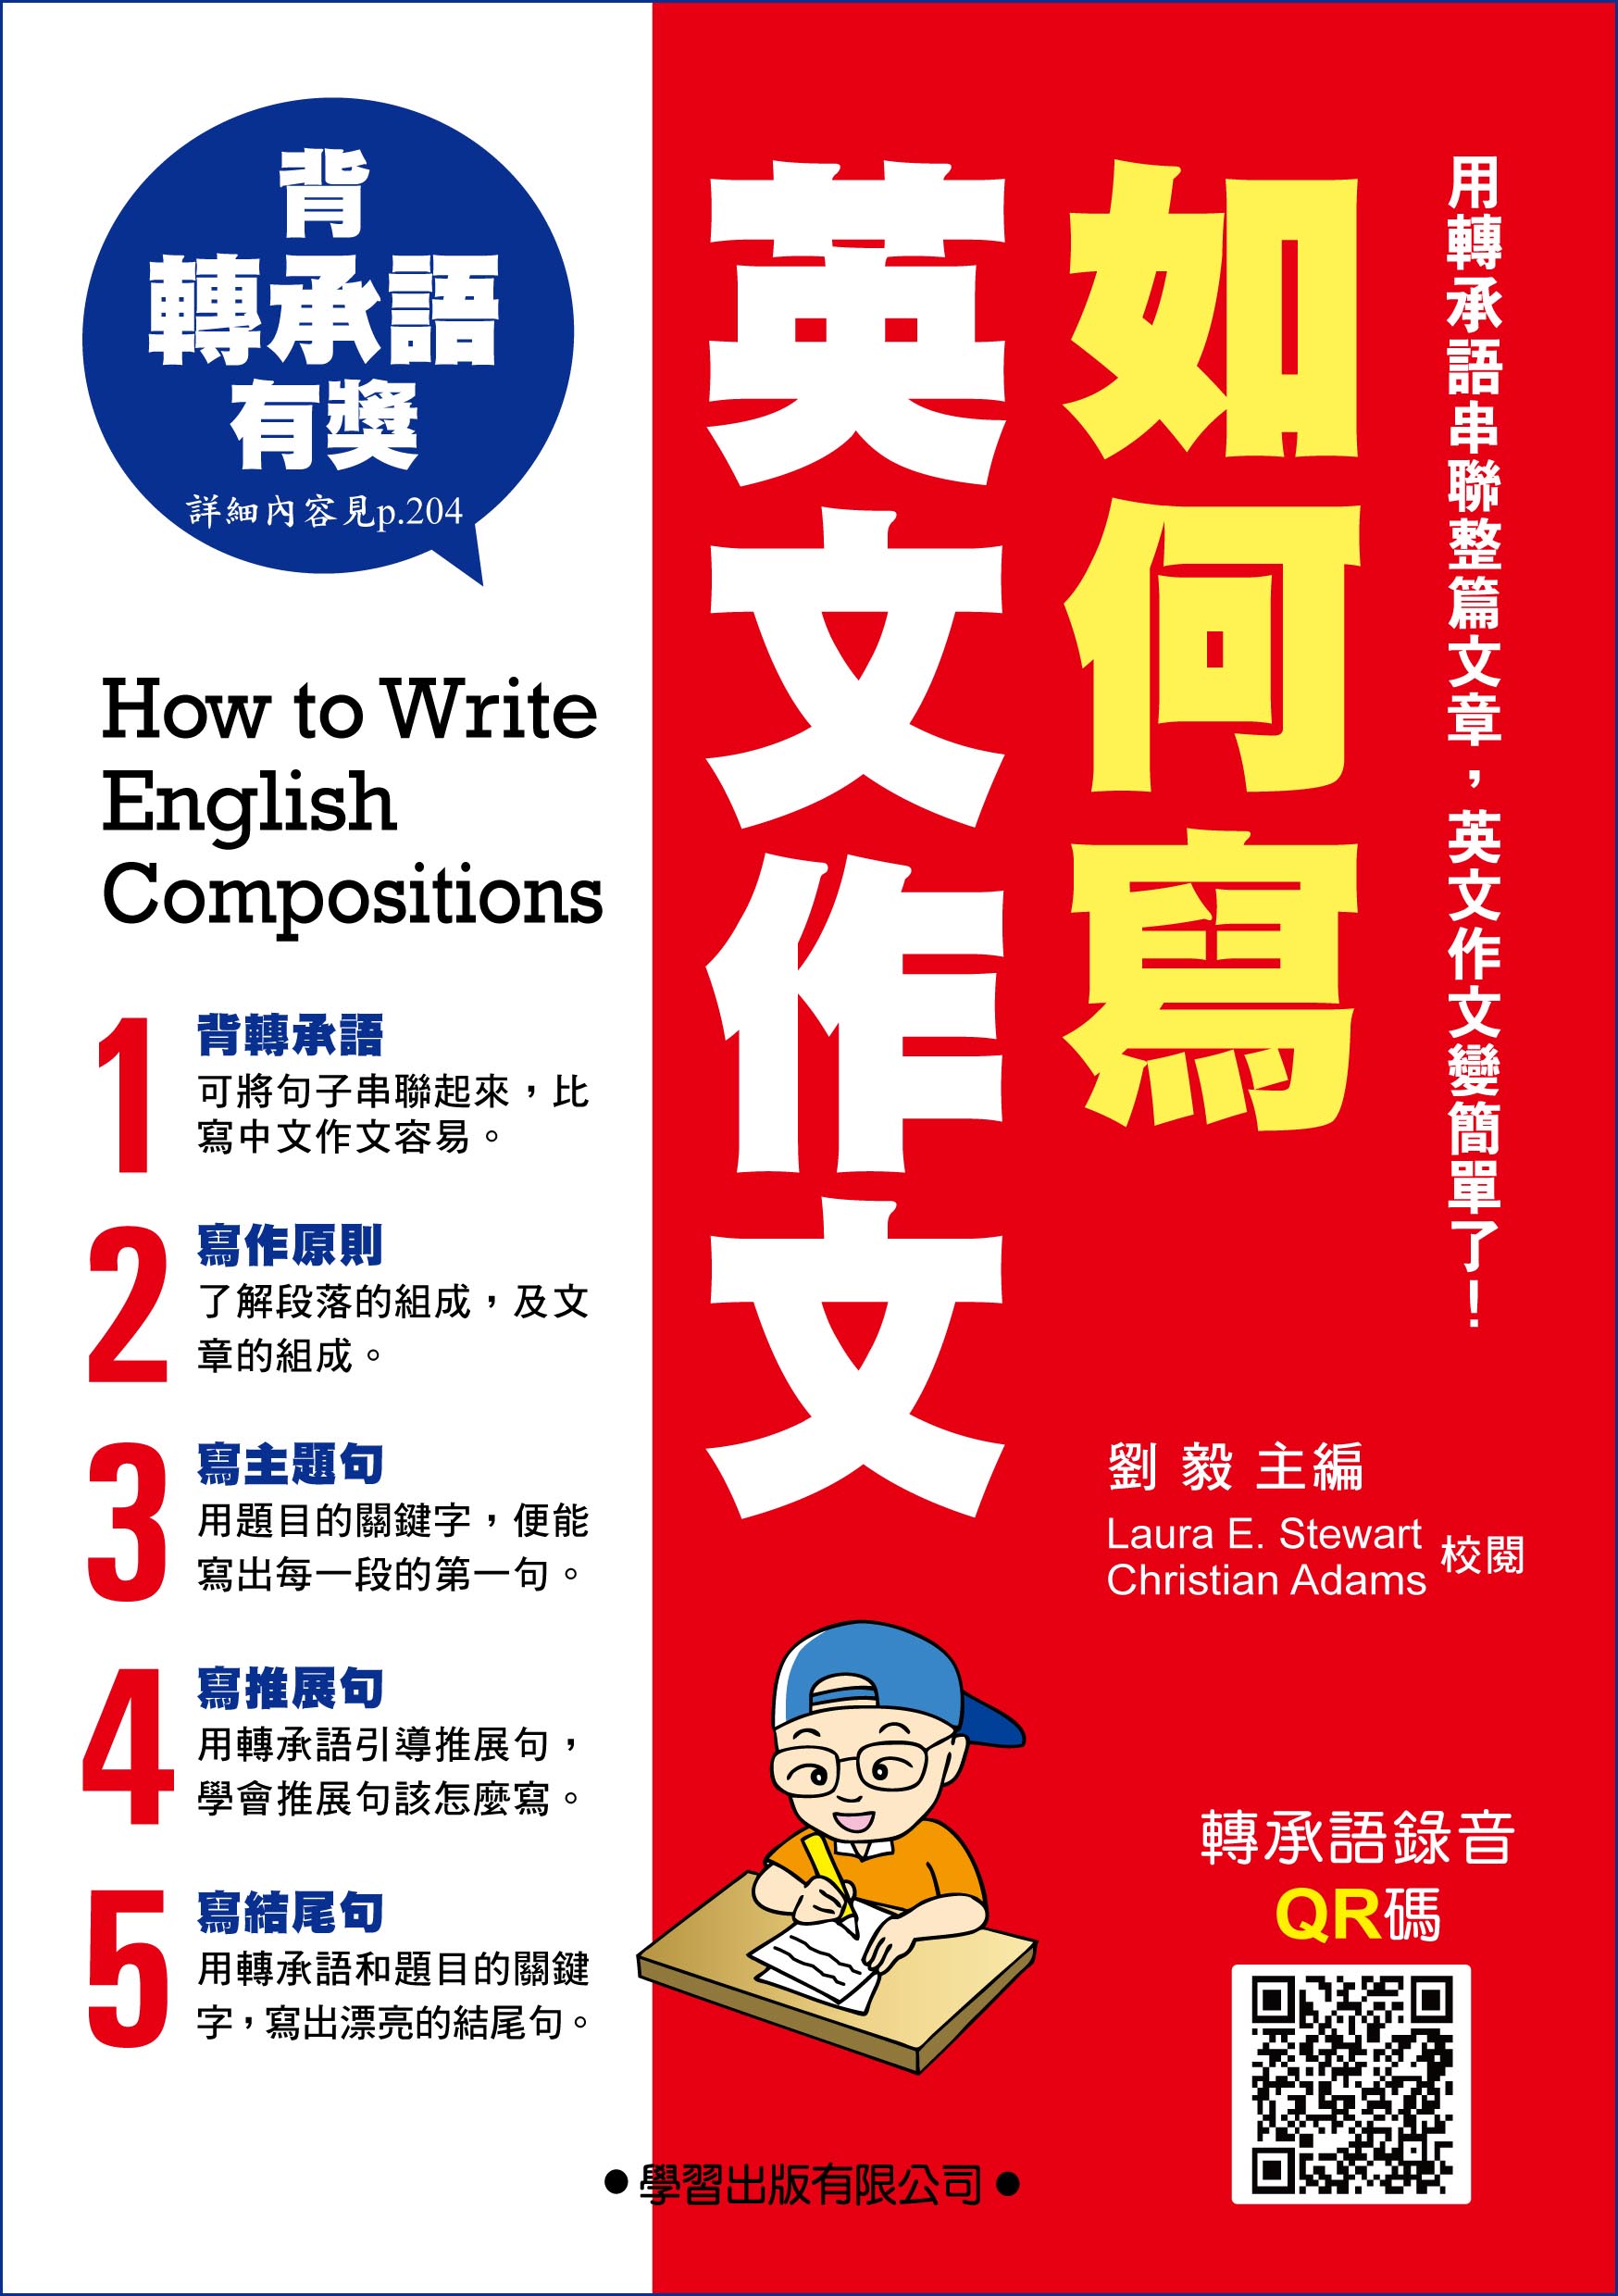 用轉承語串聯整篇文章，英文作文變簡單了！
如何寫
英文作文
背
轉承語
有獎
詳細內容見p.204
How to Write
English
Compositions
1
背轉承語
可將句子串聯起來，比
寫中文作文容易。
2
寫作原則
了解段落的組成，及文
章的組成。
3
寫主題句
用題目的關鍵字，便能
寫出每一段的第一句。
4
寫推展句
用轉承語引導推展句，
學會推展句該怎麼寫。
5
寫結尾句
用轉承語和題目的關鍵
字，寫出漂亮的結尾句。
劉 毅 主編
Laura E. Stewart
Christian Adams
校閱
轉承語錄音
QR碼
● 學習出版有限公司 ●